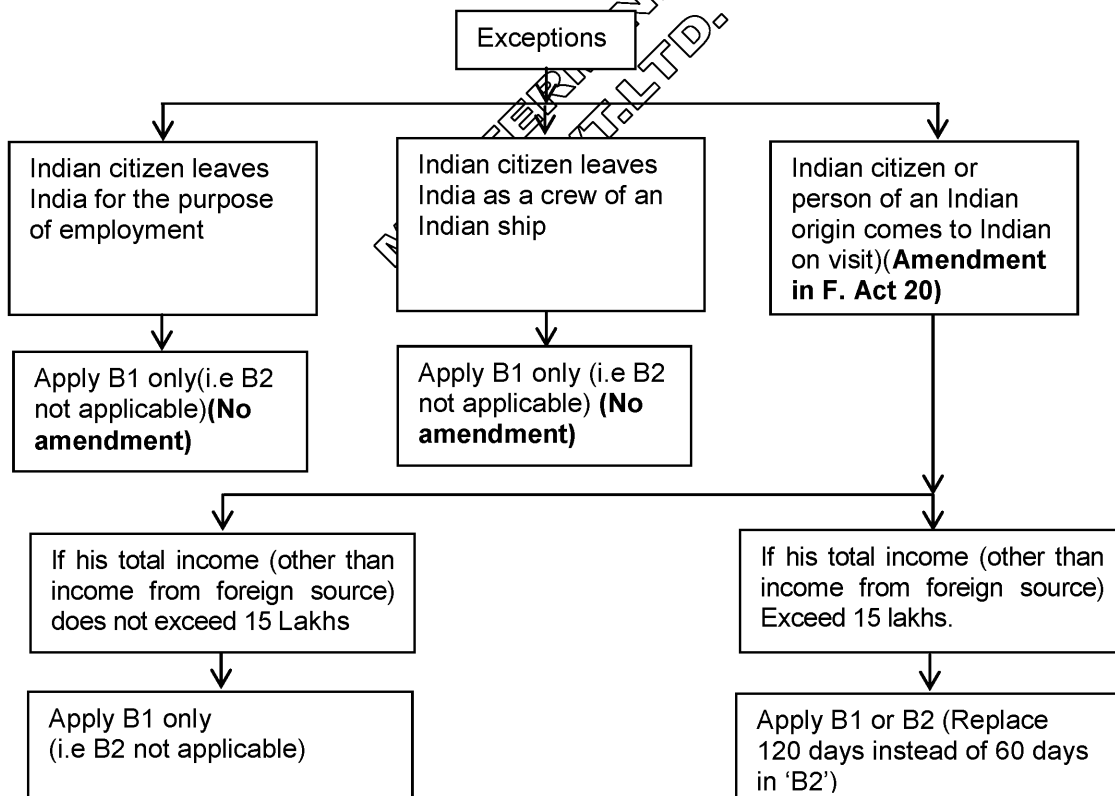 Exceptions
T.LTD.
Indian citizen leaves
India for the purpose
of employment
Indian citizen leaves
India as a crew of an
Indian ship
Indian citizen or
person of an Indian
origin comes to Indian
on visit)(Amendment
in F. Act 20)
Apply B1 only(i.e B2
not applicable)(No
amendment)
Apply B1 only (i.e B2
not applicable) (No
amendment)
If his total income (other than
income from foreign source)
does not exceed 15 Lakhs
If his total income (other than
income from foreign source)
Exceed 15 lakhs.
Apply B1 only
(i.e B2 not applicable)
Apply B1 or B2 (Replace
120 days instead of 60 days
in ‘B2’)